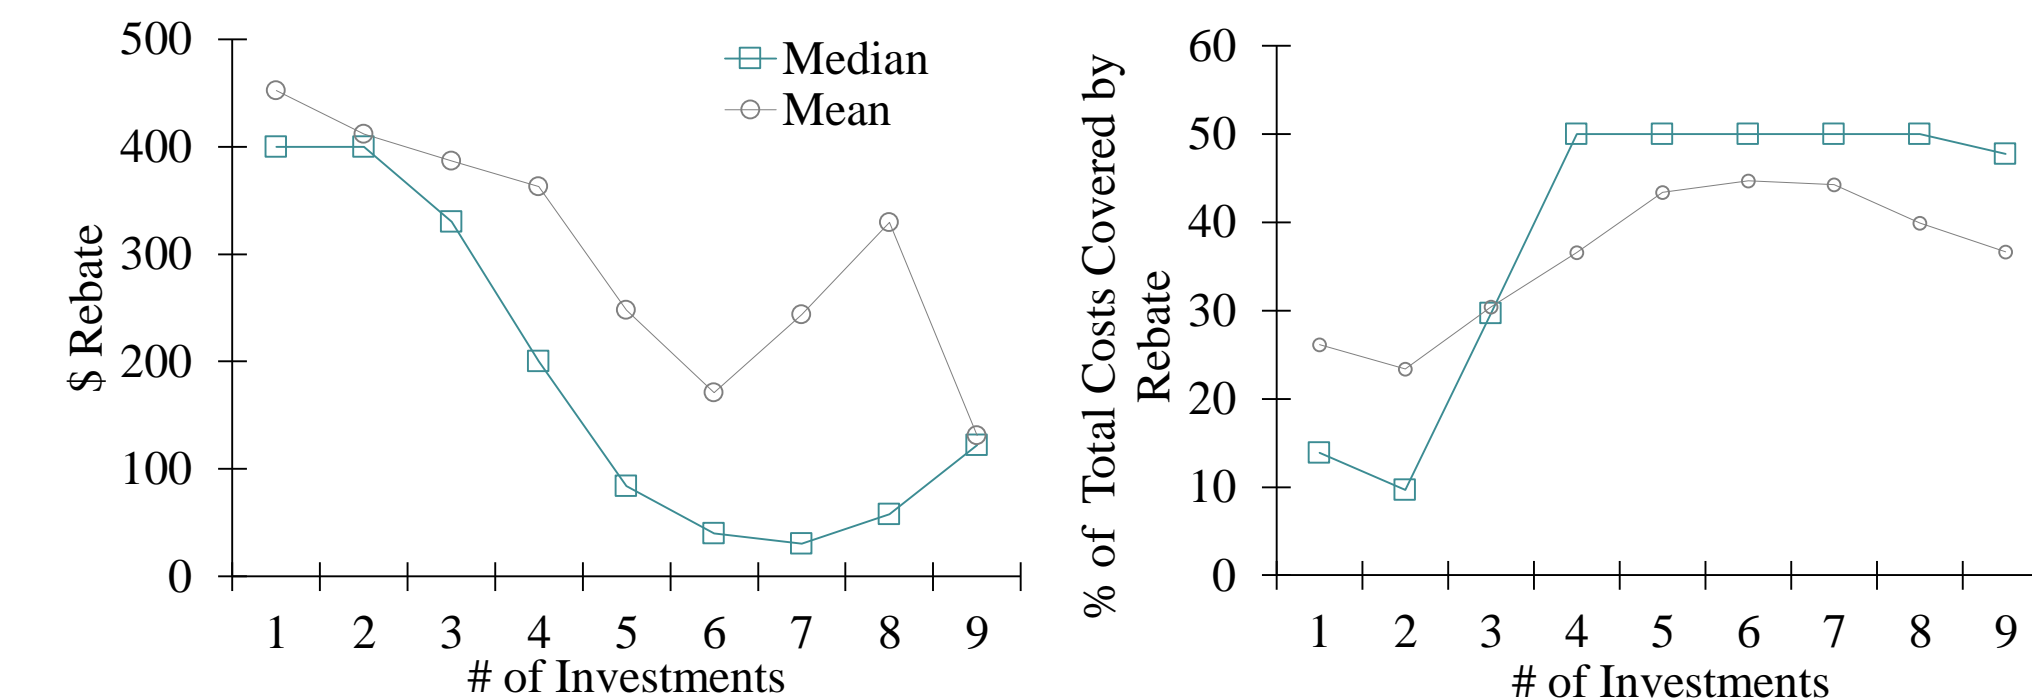 500
400
300
200
100
0
$ Rebate
Median
Mean
1 2 3 4 5 6 7 8 9
# of Investments
60
50
40
30
20
10
0
% of Total Costs Covered by
Rebate
1 2 3 4 5 6 7 8 9
# of Investments